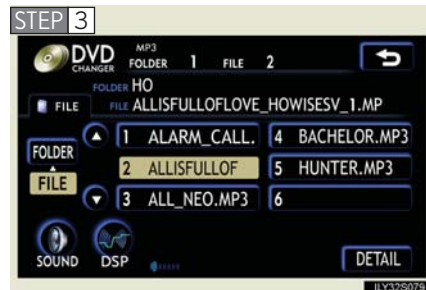 STEP 3
DVD CHANGER
MP3
FOLDER 1 FILE 2
FOLDER HO
FILE
FILE ALLISFULLOFLOVE_HOWISESV_1.MP
FOLDER
FILE
1 ALARM_CALL.
2 ALLISFULLOF
3 ALL_NEO.MP3
4 BACHELOR.MP3
5 HUNTER.MP3
6
SOUND
DSP
DETAIL
ILY32S079